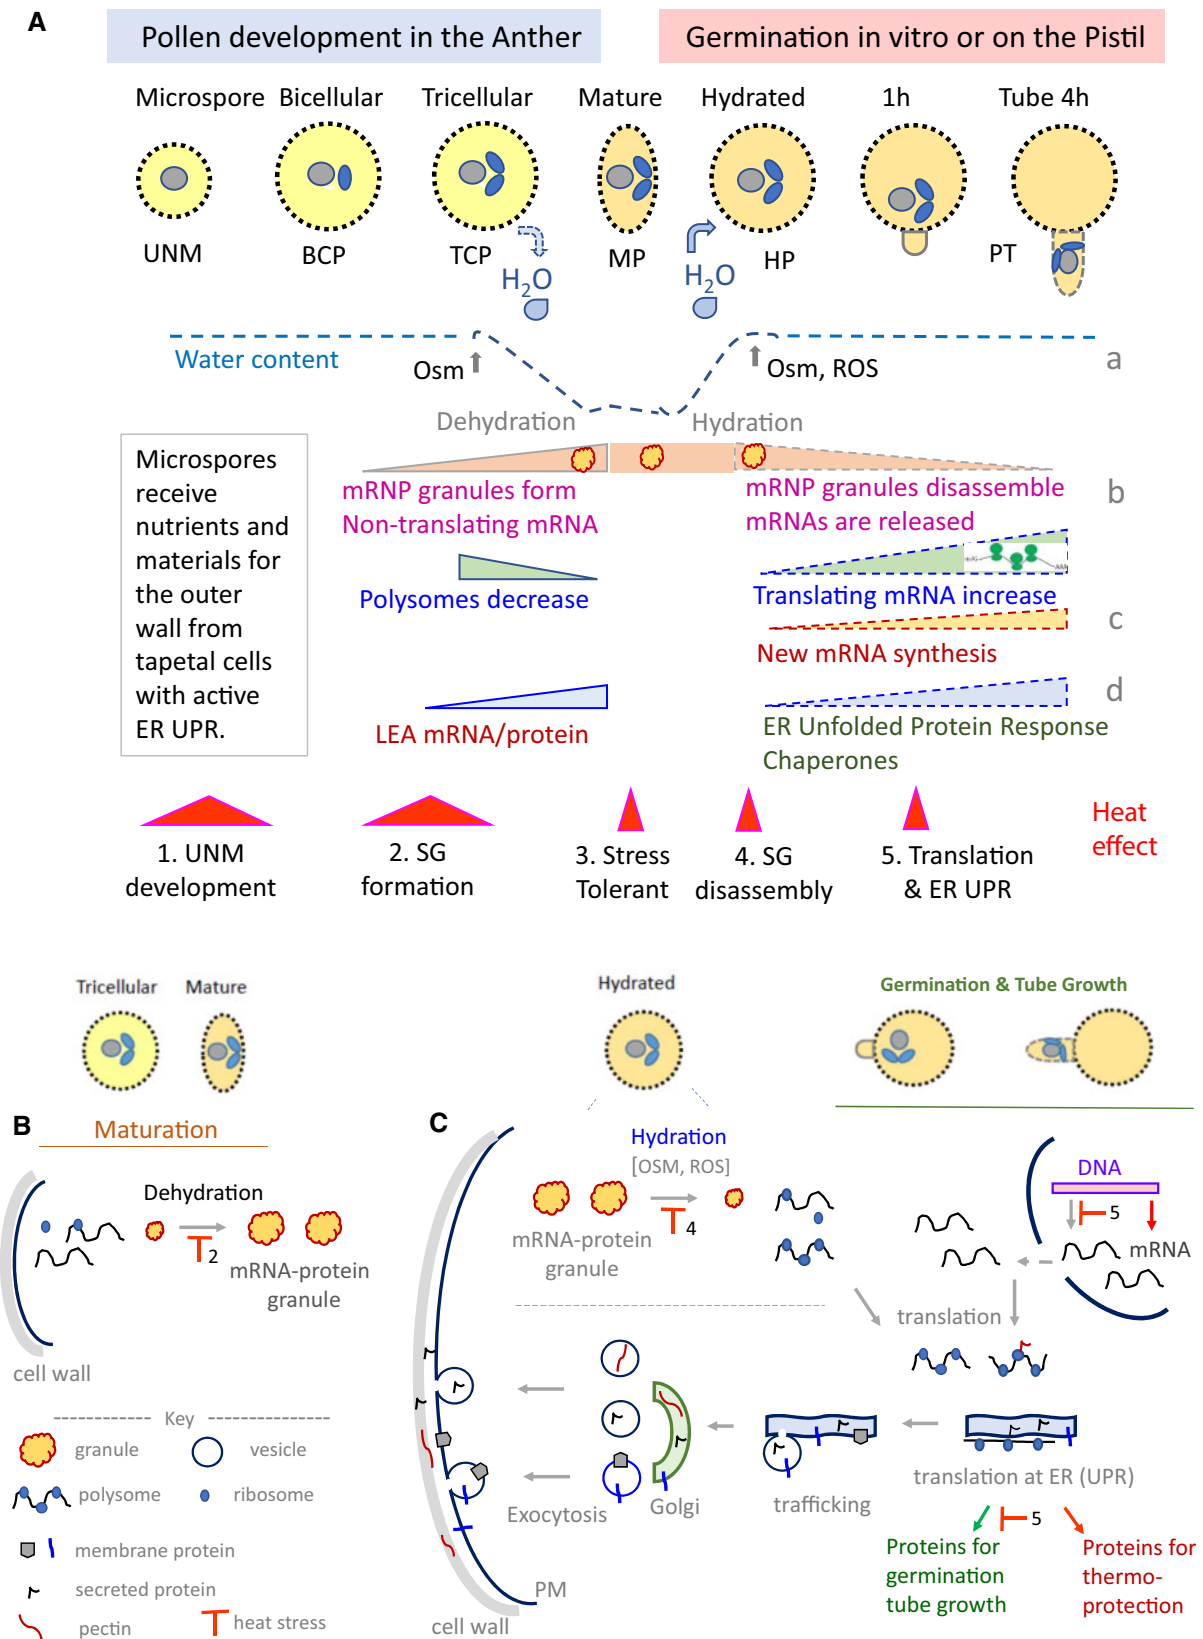 A
Pollen development in the Anther
Germination in vitro or on the Pistil
Microspore
Bicellular
Tricellular
Mature
Hydrated
1h
Tube 4h
UNM
BCP
TCP
MP
HP
PT
H2O
H2O
Water content
Osm
Osm, ROS
a
Dehydration
Hydration
Microspores
receive
nutrients and
materials for
the outer
wall from
tapetal cells
with active
ER UPR.
mRNP granules form
Non-translating mRNA
mRNP granules disassemble
mRNAs are released
b
Polysomes decrease
AAA
Translating mRNA increase
c
New mRNA synthesis
d
LEA mRNA/protein
ER Unfolded Protein Response
Chaperones
Heat
effect
1. UNM
development
2. SG
formation
3. Stress
Tolerant
4. SG
disassembly
5. Translation
& ER UPR
Tricellular
Mature
Hydrated
Germination & Tube Growth
B
Maturation
Dehydration
2
mRNA-protein
granule
cell wall
Key
granule
vesicle
polysome
ribosome
membrane protein
secreted protein
pectin
heat stress
C
Hydration
[OSM, ROS]
4
mRNA-protein
granule
DNA
5
mRNA
translation
Exocytosis
Golgi
trafficking
translation at ER (UPR)
5
Proteins for
germination
tube growth
Proteins for
thermo-
protection
PM
cell wall